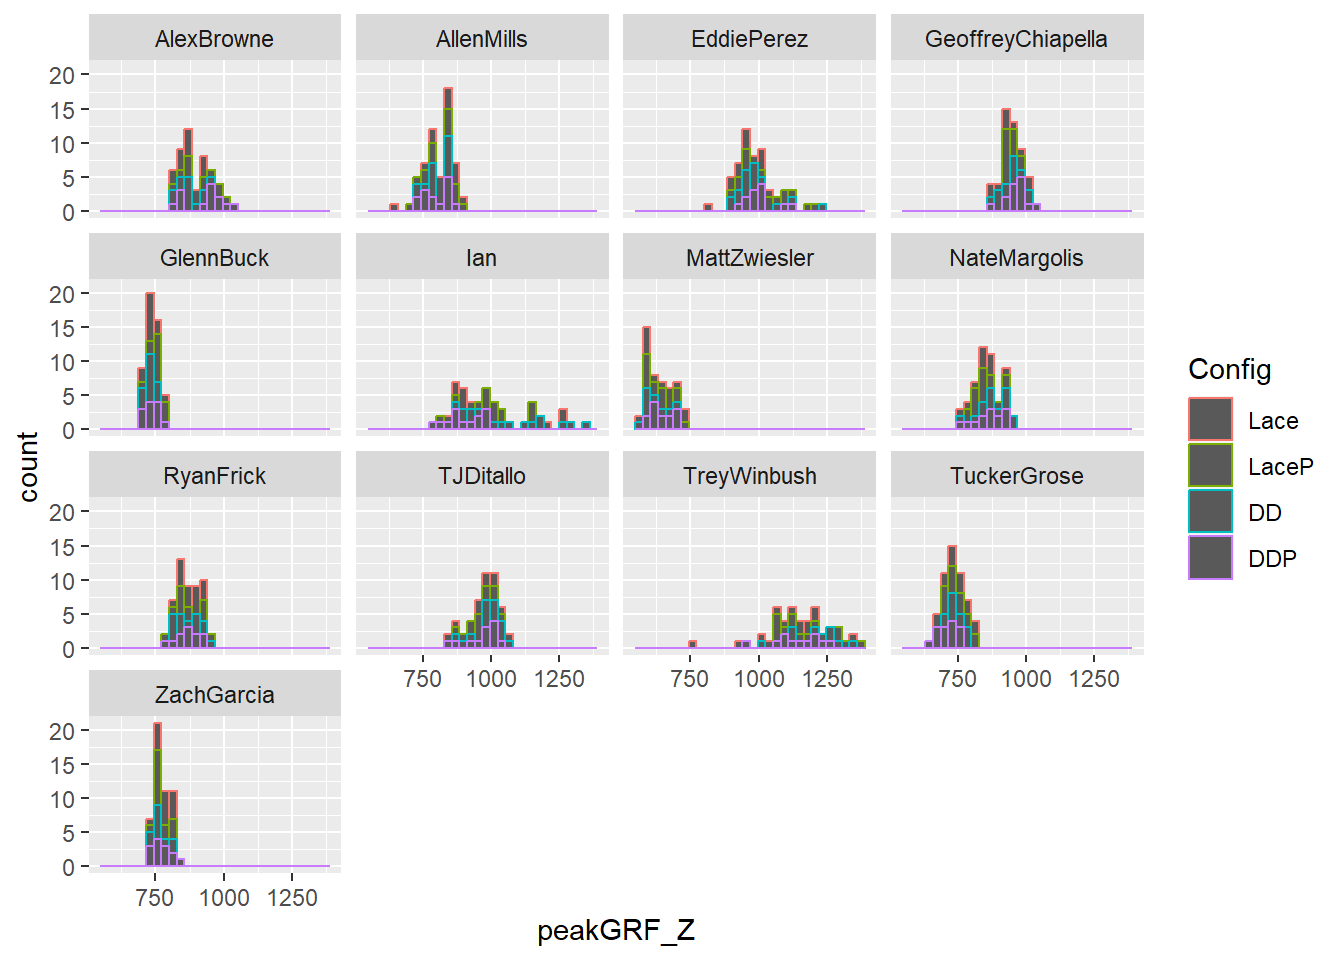 AlexBrowne AllenMills EddiePerez GeoffreyChiapella
20
15
10
5
0
GlennBuck Ian MattZwiesler NateMargolis
20
15
10
5
0
RyanFrick TJDitallo TreyWinbush TuckerGrose
20
15
10
5
0
750 1000 1250 750 1000 1250 750 1000 1250
ZachGarcia
20
15
10
5
0
750 1000 1250
peakGRF_Z
count
Config
Lace
LaceP
DD
DDP